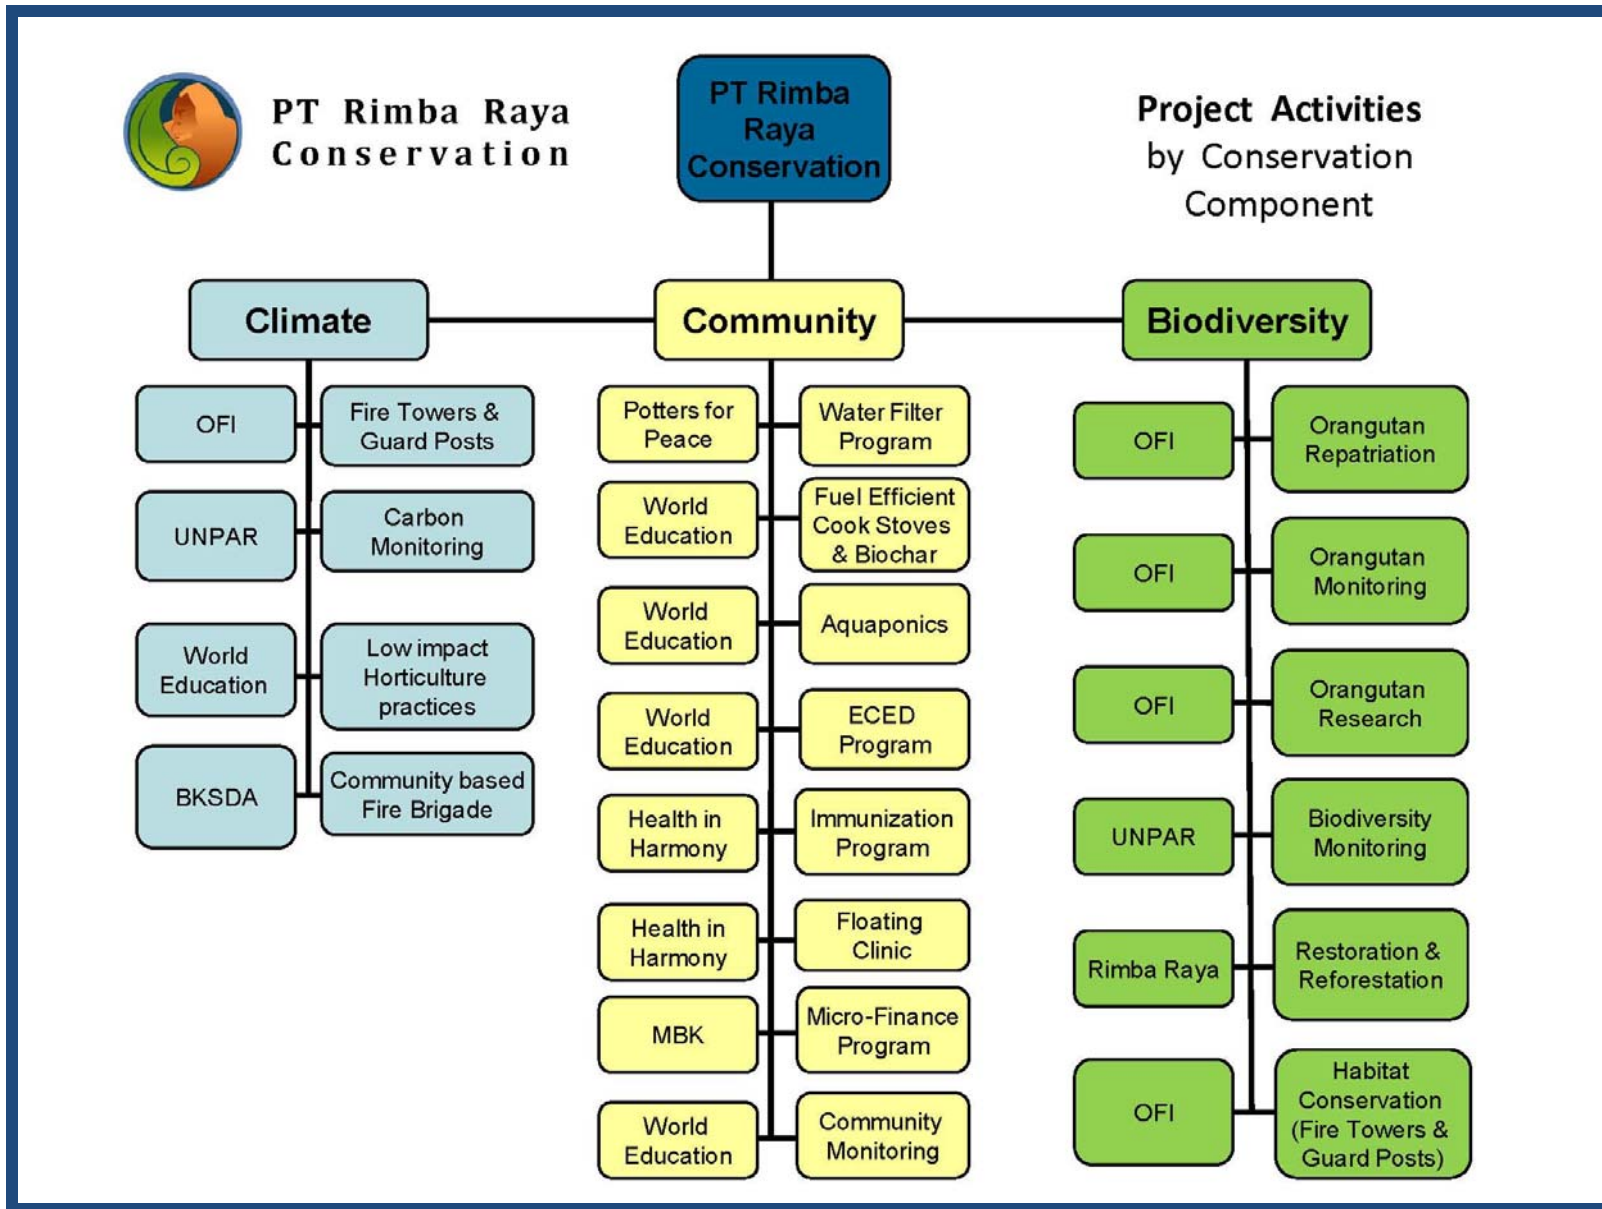 PT Rimba Raya
Conservation
PT Rimba
Raya
Conservation
Project Activities
by Conservation
Component
Climate
Community
Biodiversity
OFI
Fire Towers &
Guard Posts
UNPAR
Carbon
Monitoring
World
Education
Low impact
Horticulture
practices
BKSDA
Community based
Fire Brigade
Potters for
Peace
Water Filter
Program
World
Education
Fuel Efficient
Cook Stoves
& Biochar
World
Education
Aquaponics
World
Education
ECED
Program
Health in
Harmony
Immunization
Program
Health in
Harmony
Floating
Clinic
MBK
Micro-Finance
Program
World
Education
Community
Monitoring
OFI
Orangutan
Repatriation
OFI
Orangutan
Monitoring
OFI
Orangutan
Research
UNPAR
Biodiversity
Monitoring
Rimba Raya
Restoration &
Reforestation
OFI
Habitat
Conservation
(Fire Towers &
Guard Posts)